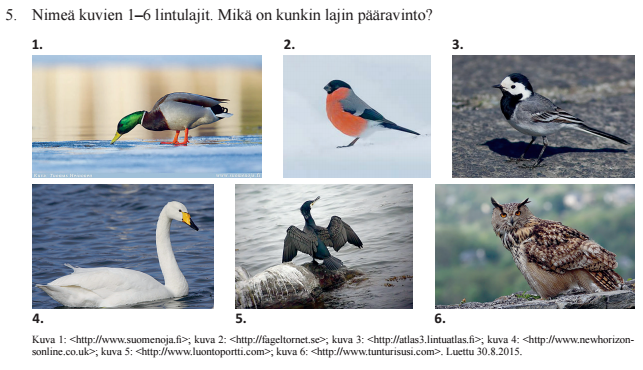 5. Nimeä kuvien 1–6 lintulajit. Mikä on kunkin lajin pääravinto?
1.
2.
3.
4.
5.
6.
Kuva 1: <http://www.suomenoja.fi>; kuva 2: <http://fageltornet.se>; kuva 3: <http://atlas3.lintuatlas.fi>; kuva 4: <http://www.newhorizon-
sonline.co.uk>; kuva 5: <http://www.luontoportti.com>; kuva 6: <http://www.tunturisusi.com>. Luettu 30.8.2015.